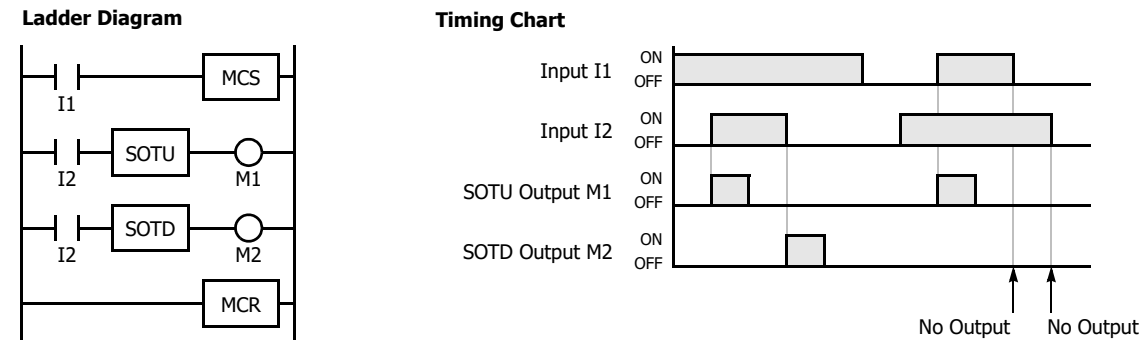 Ladder Diagram
I1
MCS
I2
SOTU
M1
I2
SOTD
M2
MCR
Timing Chart
Input I1
ON
OFF
Input I2
ON
OFF
SOTU Output M1
ON
OFF
SOTD Output M2
ON
OFF
No Output
No Output